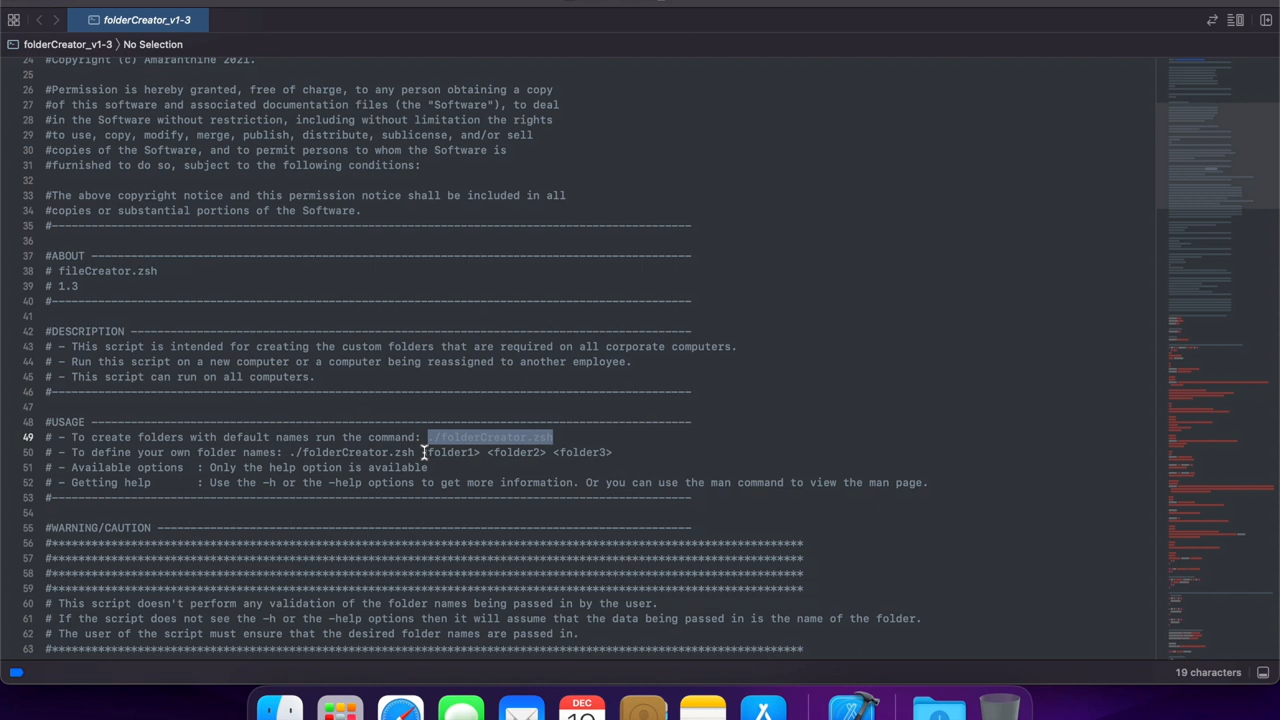 folderCreator_v1-3
folderCreator_v1-3 〉 No Selection
24 #Copyright (c) Amaranthine 2021.
25
26 #Permission is hereby granted, free of charge, to any person obtaining a copy
27 #of this software and associated documentation files (the "Software"), to deal
28 #in the Software without restriction, including without limitation the rights
29 #to use, copy, modify, merge, publish, distribute, sublicense, and/or sell
30 #copies of the Software, and to permit persons to whom the Software is
31 #furnished to do so, subject to the following conditions:
32
33 #The above copyright notice and this permission notice shall be included in all
34 #copies or substantial portions of the Software.
35 #--------------------------------------------------------------------------------------------------
36
37 #ABOUT -------------------------------------------------------------------------------------------
38 # fileCreator.zsh
39 # 1.3
40 #--------------------------------------------------------------------------------------------------
41
42 #DESCRIPTION -------------------------------------------------------------------------------------
43 # - THis script is intended for creating the custom folders that are required on all corporate computers.
44 # - Run this script on a new computer or a computer being reassigned to another employee.
45 # - This script can run on all computers.
46 #--------------------------------------------------------------------------------------------------
47
48 #USAGE -------------------------------------------------------------------------------------------
49 # - To create folders with default names run the command: ./folderCreator.zsh
50 # - To define your own folder names: ./folderCreator.zsh <folder1> <folder2> <folder3>
51 # - Available options  : Only the help option is available
52 # - Getting help       : Use the -h or the -help options to get more information. Or you can use the man command to view the man page.
53 #--------------------------------------------------------------------------------------------------
54
55 #WARNING/CAUTION ---------------------------------------------------------------------------------
56 #*******************************************************************************************************************
57 #*******************************************************************************************************************
58 #*******************************************************************************************************************
59 #*******************************************************************************************************************
60 # This script doesn't perform any validation of the folder names being passed in by the user.
61 # If the script does not see the -h or the -help options then it will assume that the data being passed in is the name of the folder.
62 # The user of the script must ensure that the desired folder names are passed in.
63 #*******************************************************************************************************************
19 characters
DEC